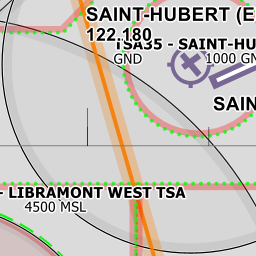 SAINT-HUBERT (E
122.180
TSA35 - SAINT-HU
GND
1000 GN
SAIN
- LIBRAMONT WEST TSA
4500 MSL